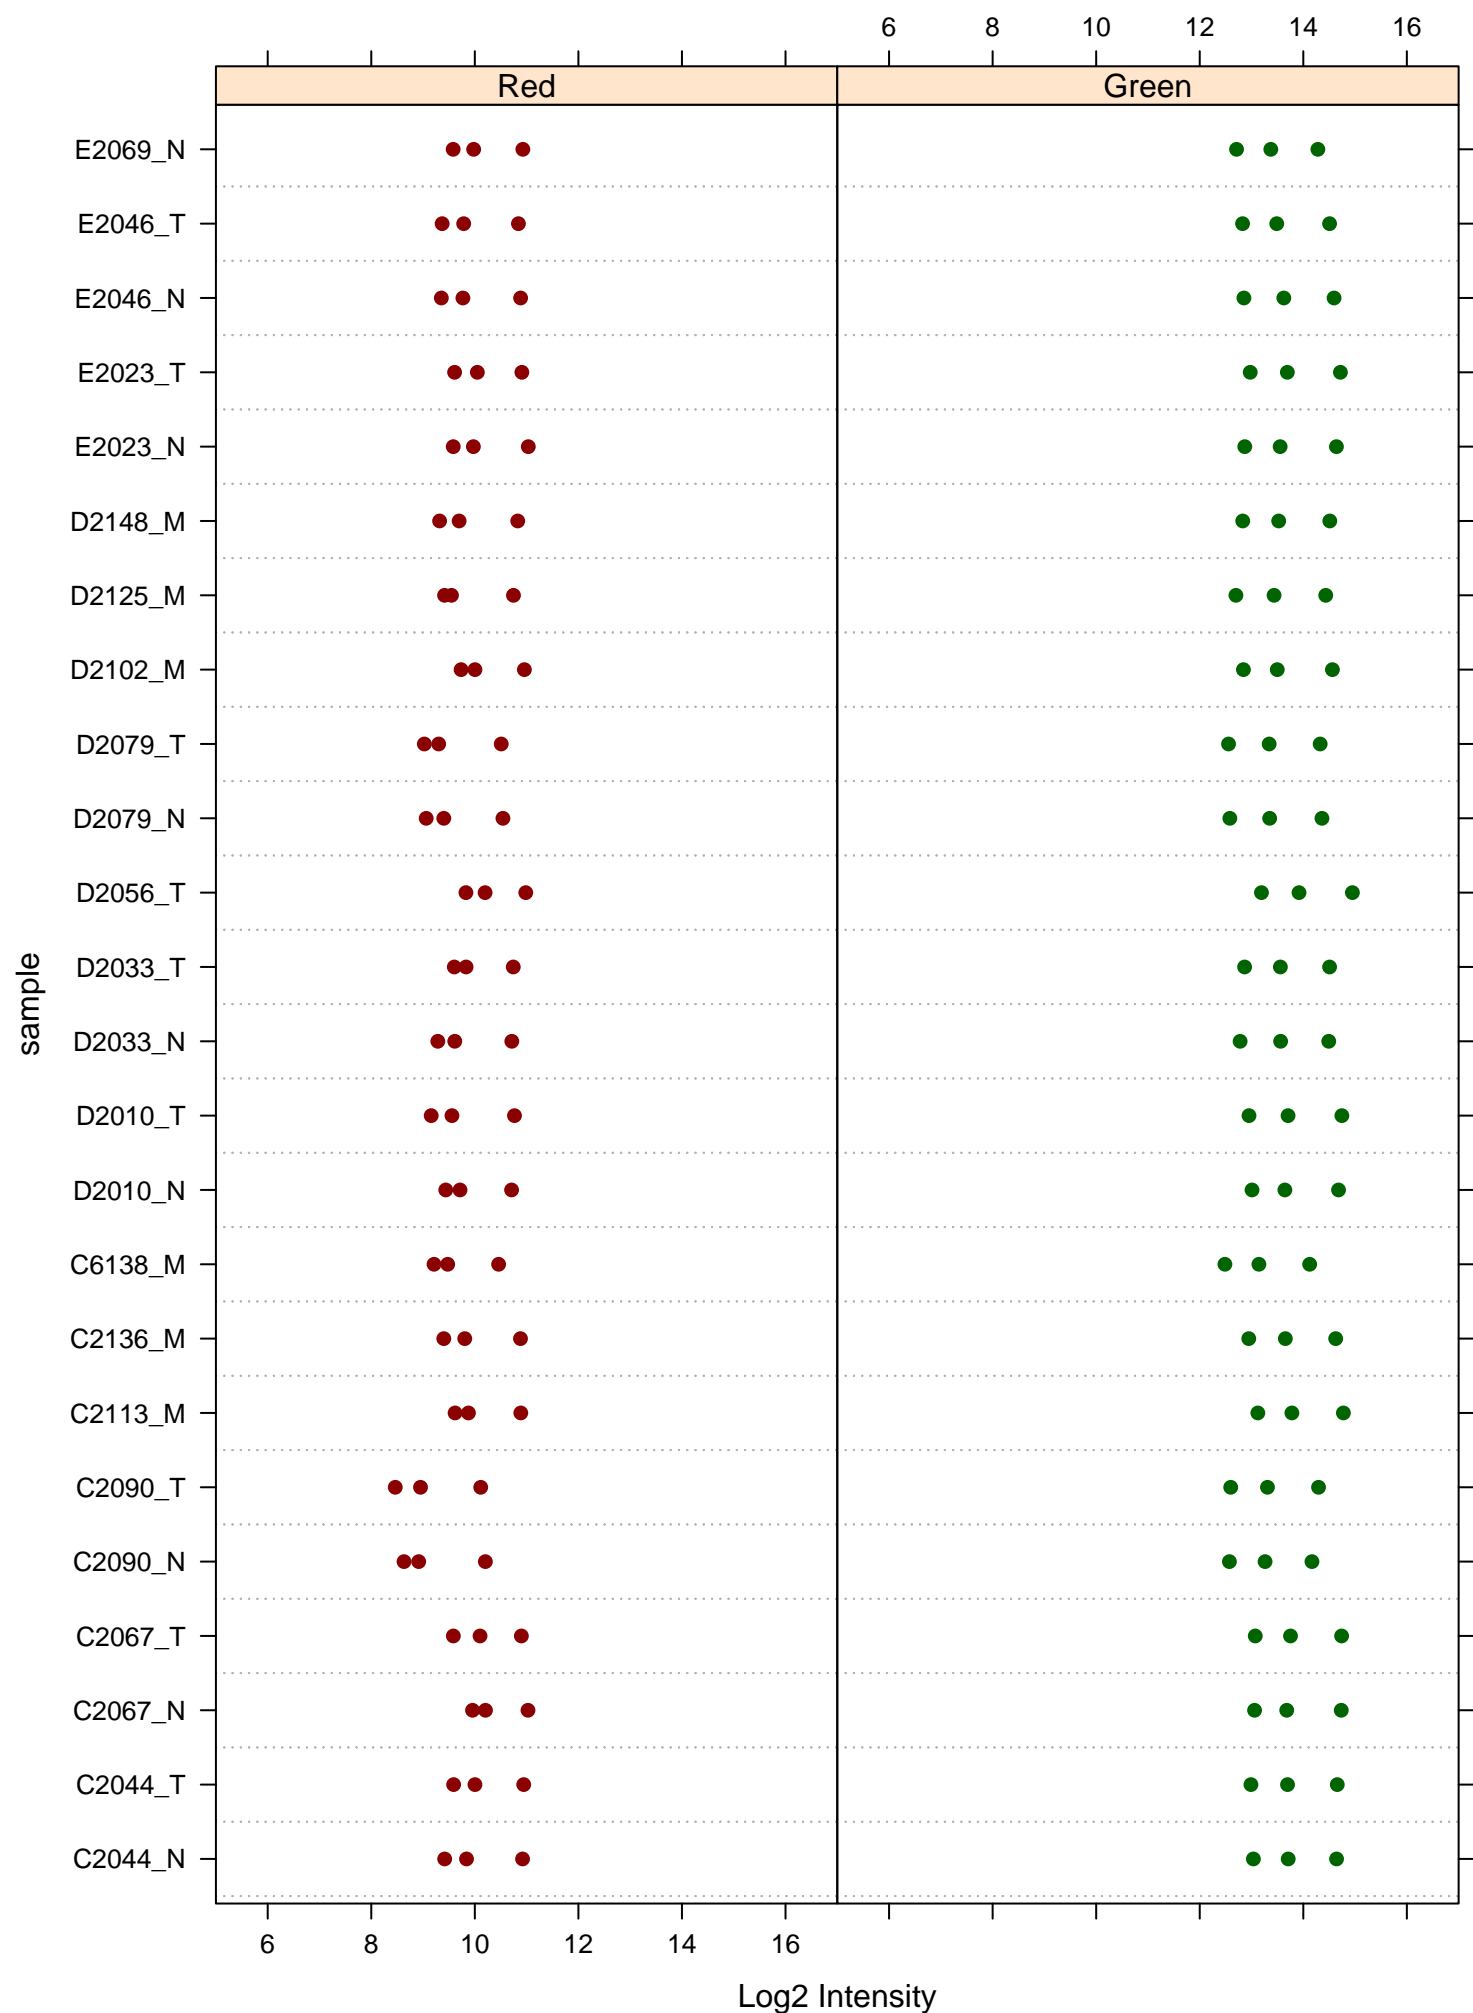 6 8 10 12 14 16
Red Green
E2069_N
E2046_T
E2046_N
E2023_T
E2023_N
D2148_M
D2125_M
D2102_M
D2079_T
D2079_N
D2056_T
D2033_T
D2033_N
D2010_T
D2010_N
C6138_M
C2136_M
C2113_M
C2090_T
C2090_N
C2067_T
C2067_N
C2044_T
C2044_N
sample
6 8 10 12 14 16
Log2 Intensity